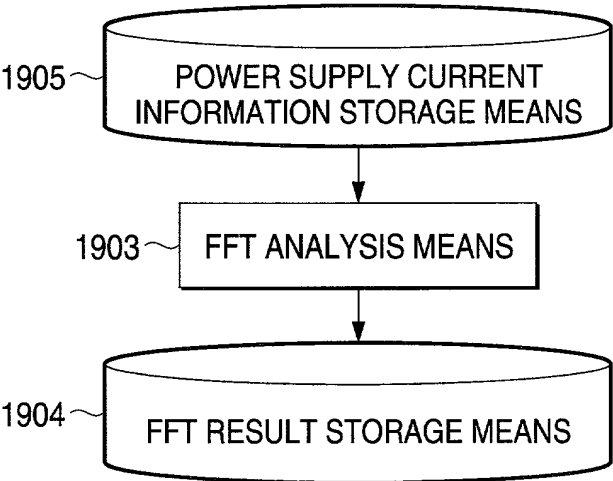 1905
POWER SUPPLY CURRENT
INFORMATION STORAGE MEANS
1903
FFT ANALYSIS MEANS
1904
FFT RESULT STORAGE MEANS